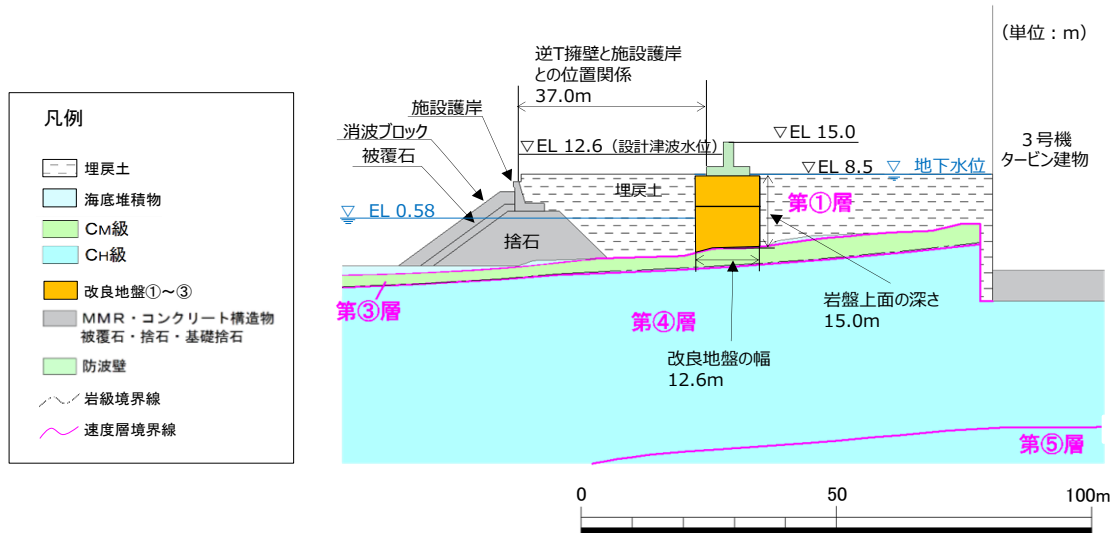 凡例
埋戻土
海底堆積物
CM級
CH級
改良地盤①～③
MMR・コンクリート構造物
被覆石・捨石・基礎捨石
防波壁
岩級境界線
速度層境界線
(単位：m)
逆T擁壁と施設護岸
との位置関係
37.0m
施設護岸
消波ブロック
被覆石
▽EL 12.6（設計津波水位）
▽EL 15.0
▽EL 8.5
▽ 地下水位
3号機
タービン建物
▽ EL 0.58
埋戻土
第①層
捨石
第③層
第④層
岩盤上面の深さ
15.0m
改良地盤の幅
12.6m
第⑤層
0 50 100m